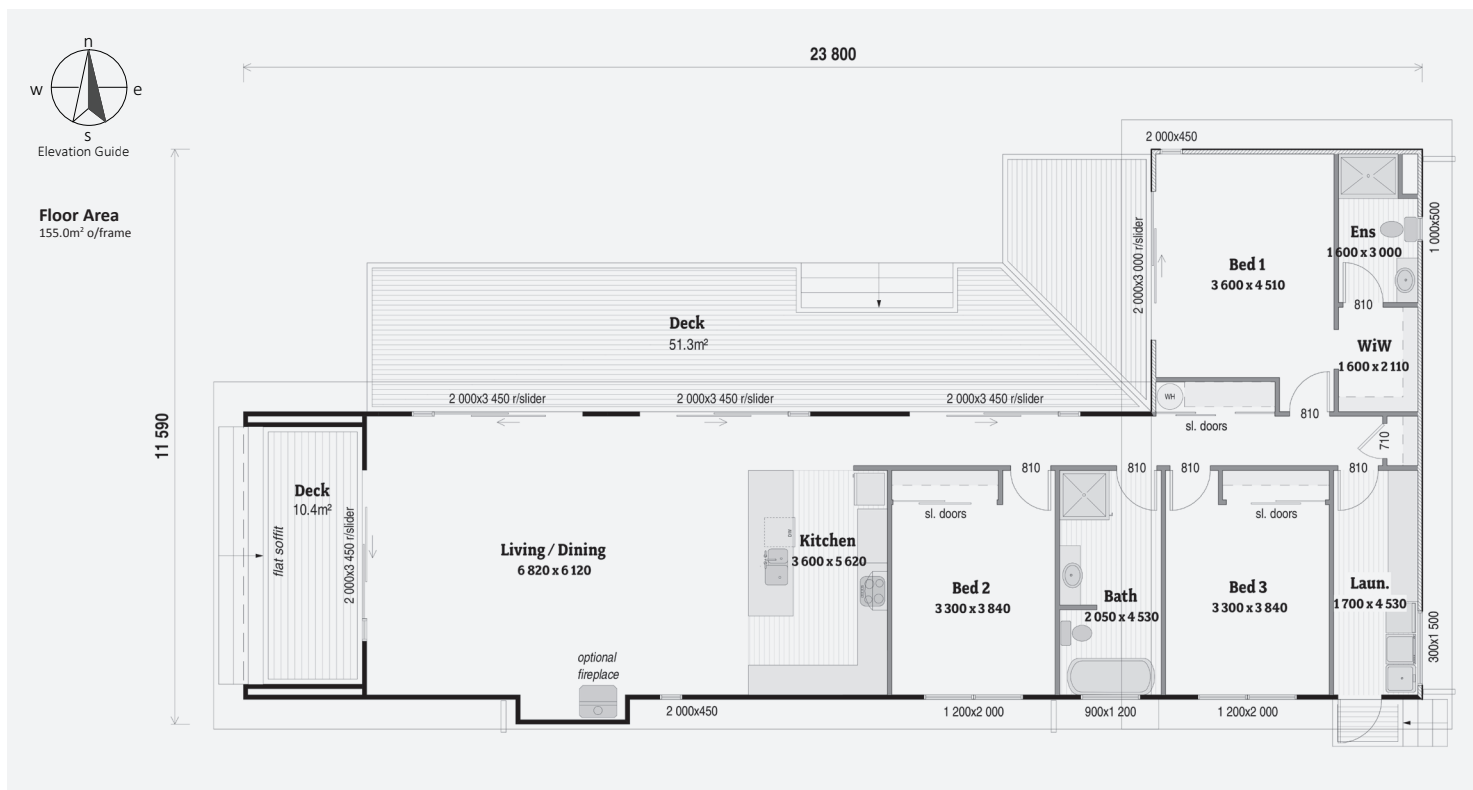 n
w
e
s
Elevation Guide
Floor Area
155.0m² o/frame
23 800
11 590
2 000x450
2 000x3 000 r/slider
Bed 1
3 600 x 4 510
Ens
1 600 x 3 000
1 000x500
810
WiW
1 600 x 2 110
Deck
51.3m²
2 000x3 450 r/slider
2 000x3 450 r/slider
2 000x3 450 r/slider
WH
sl. doors
810
710
Deck
10.4m²
flat soffit
2 000x3 450 r/slider
Living / Dining
6 820 x 6 120
optional
fireplace
Kitchen
3 600 x 5 620
DW
810
810
810
810
sl. doors
sl. doors
Bed 2
3 300 x 3 840
Bath
2 050 x 4 530
Bed 3
3 300 x 3 840
Laun.
1 700 x 4 530
300x1 500
2 000x450
1 200x2 000
900x1 200
1 200x2 000